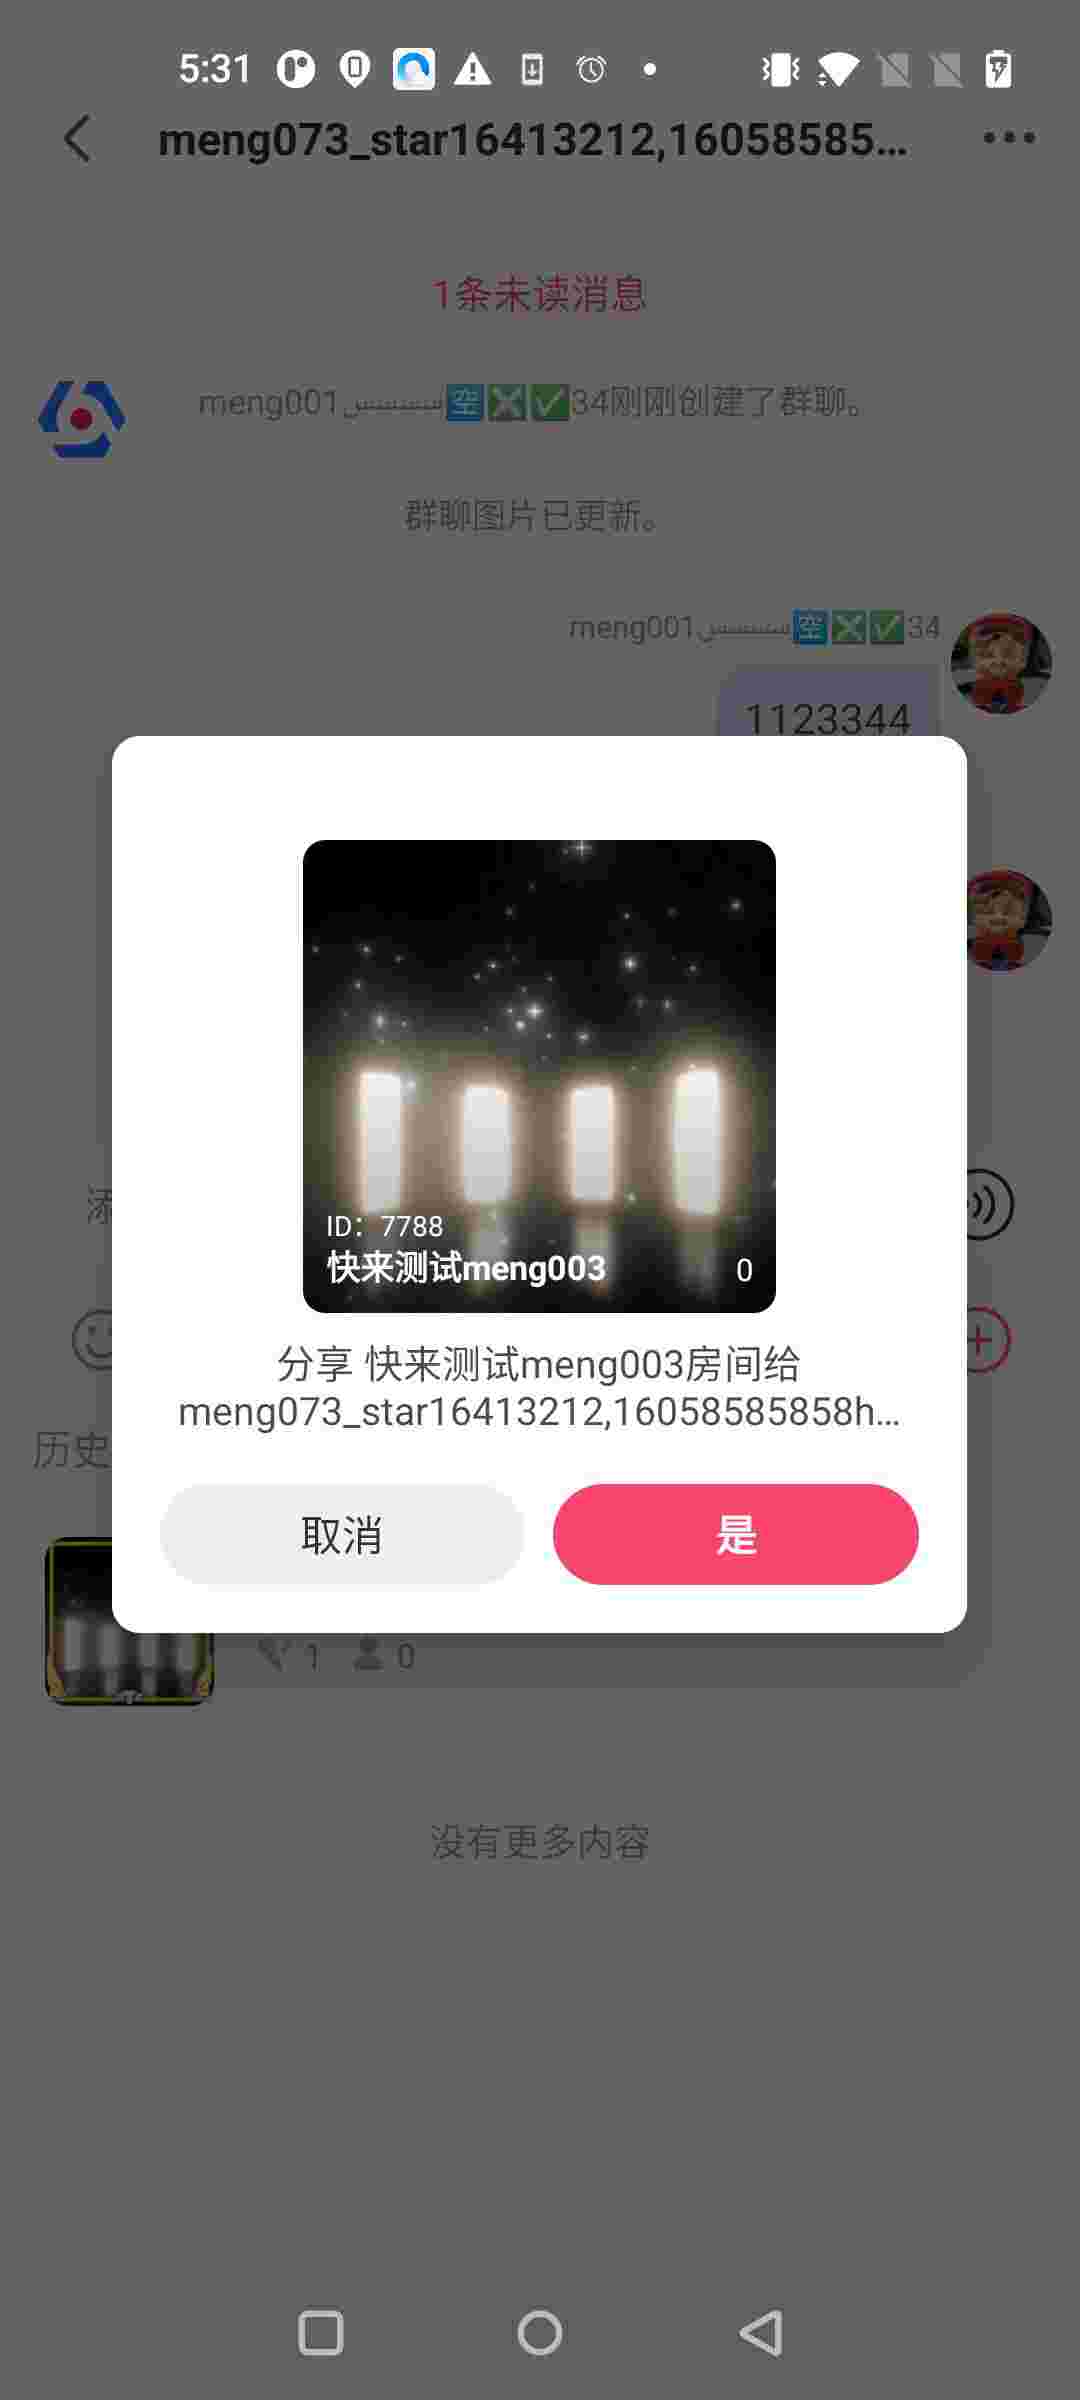 5:31
meng073_star16413212,16058585...
1条未读消息
meng001سسسسس🈳❎✅34刚刚创建了群聊。
群聊图片已更新。
meng001سسسسس🈳❎✅34
1123344
ID：7788
快来测试meng003
0
分享 快来测试meng003房间给
meng073_star16413212,16058585858h...
取消
是
历史
1
0
没有更多内容